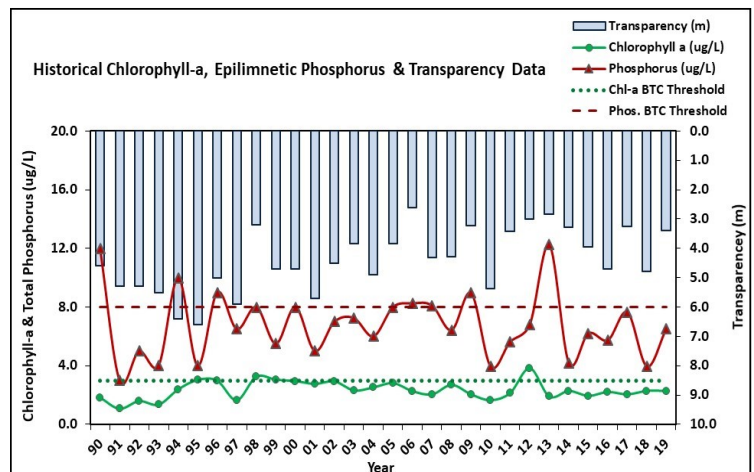 Transparency (m)
Chlorophyll a (ug/L)
Phosphorus (ug/L)
Chl-a BTC Threshold
Phos. BTC Threshold
Historical Chlorophyll-a, Epilimnetic Phosphorus & Transparency Data
Chlorophyll-a & Total Phosphorus (ug/L)
20.0
16.0
12.0
8.0
4.0
0.0
0.0
1.0
2.0
3.0
4.0
5.0
6.0
7.0
8.0
9.0
10.0
Transparencey (m)
90 91 92 93 94 95 96 97 98 99 00 01 02 03 04 05 06 07 08 09 10 11 12 13 14 15 16 17 18 19
Year